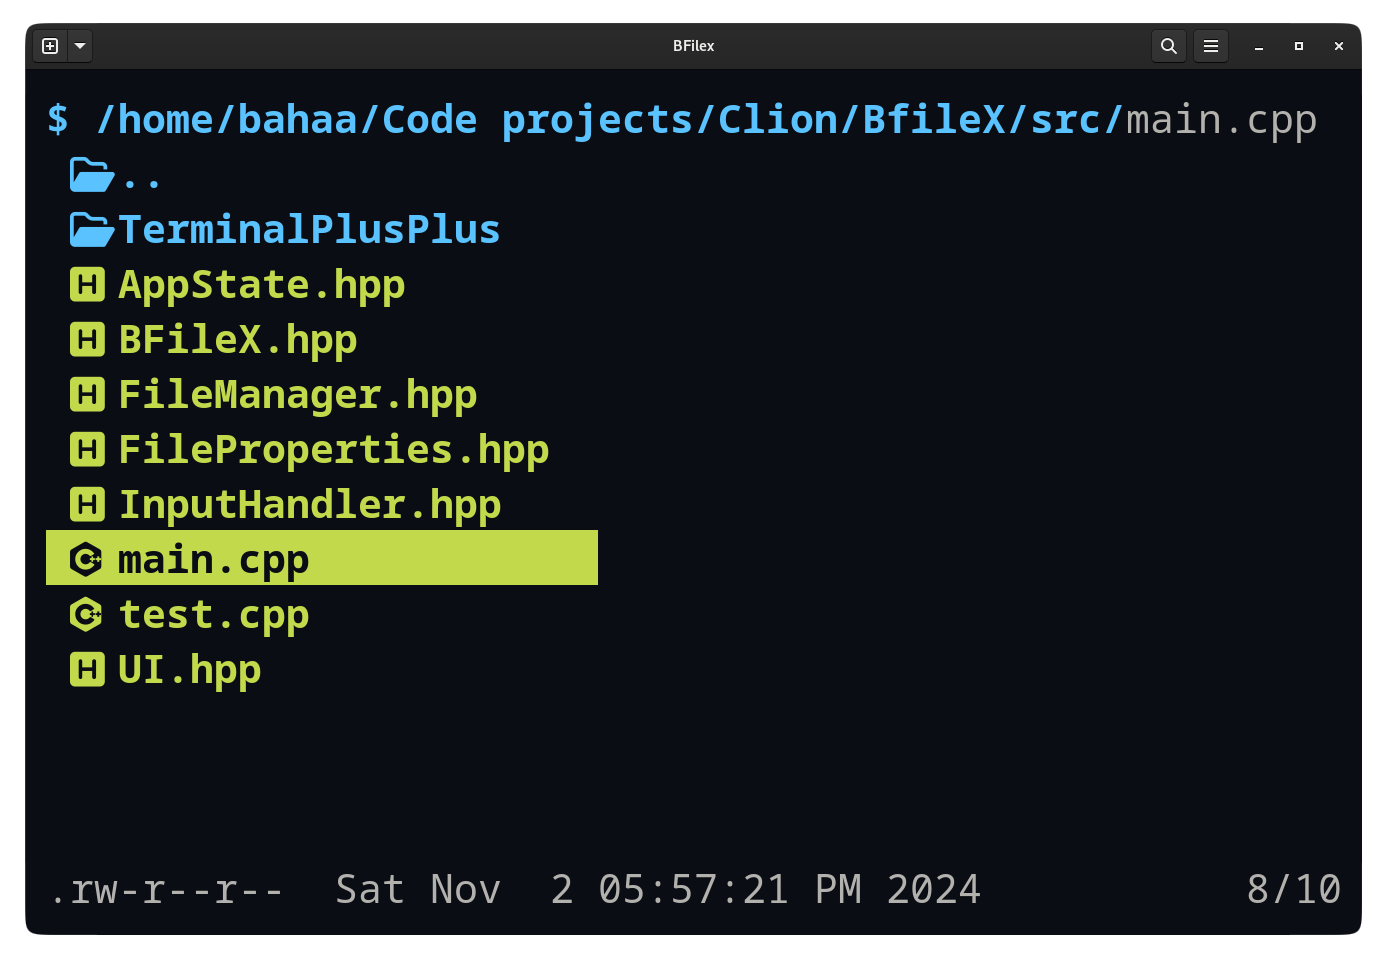 BFilex
$ /home/bahaa/Code projects/Clion/BfileX/src/main.cpp
..
TerminalPlusPlus
H AppState.hpp
H BFileX.hpp
H FileManager.hpp
H FileProperties.hpp
H InputHandler.hpp
C++ main.cpp
C++ test.cpp
H UI.hpp
.rw-r--r--  Sat Nov  2 05:57:21 PM 2024 8/10